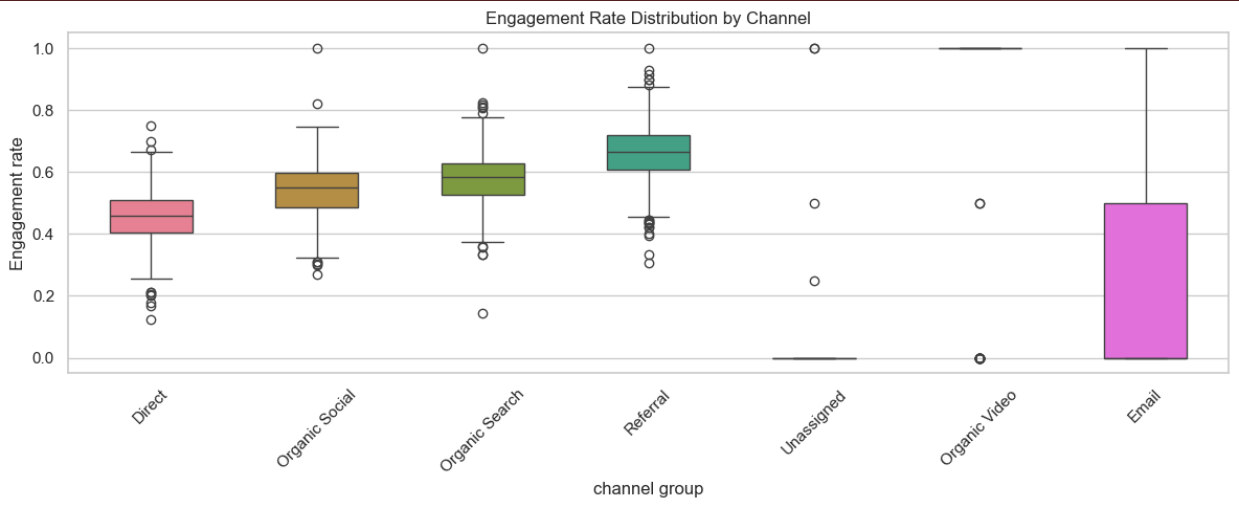 Engagement Rate Distribution by Channel
Engagement rate
1.0
0.8
0.6
0.4
0.2
0.0
Direct
Organic Social
Organic Search
Referral
Unassigned
Organic Video
Email
channel group